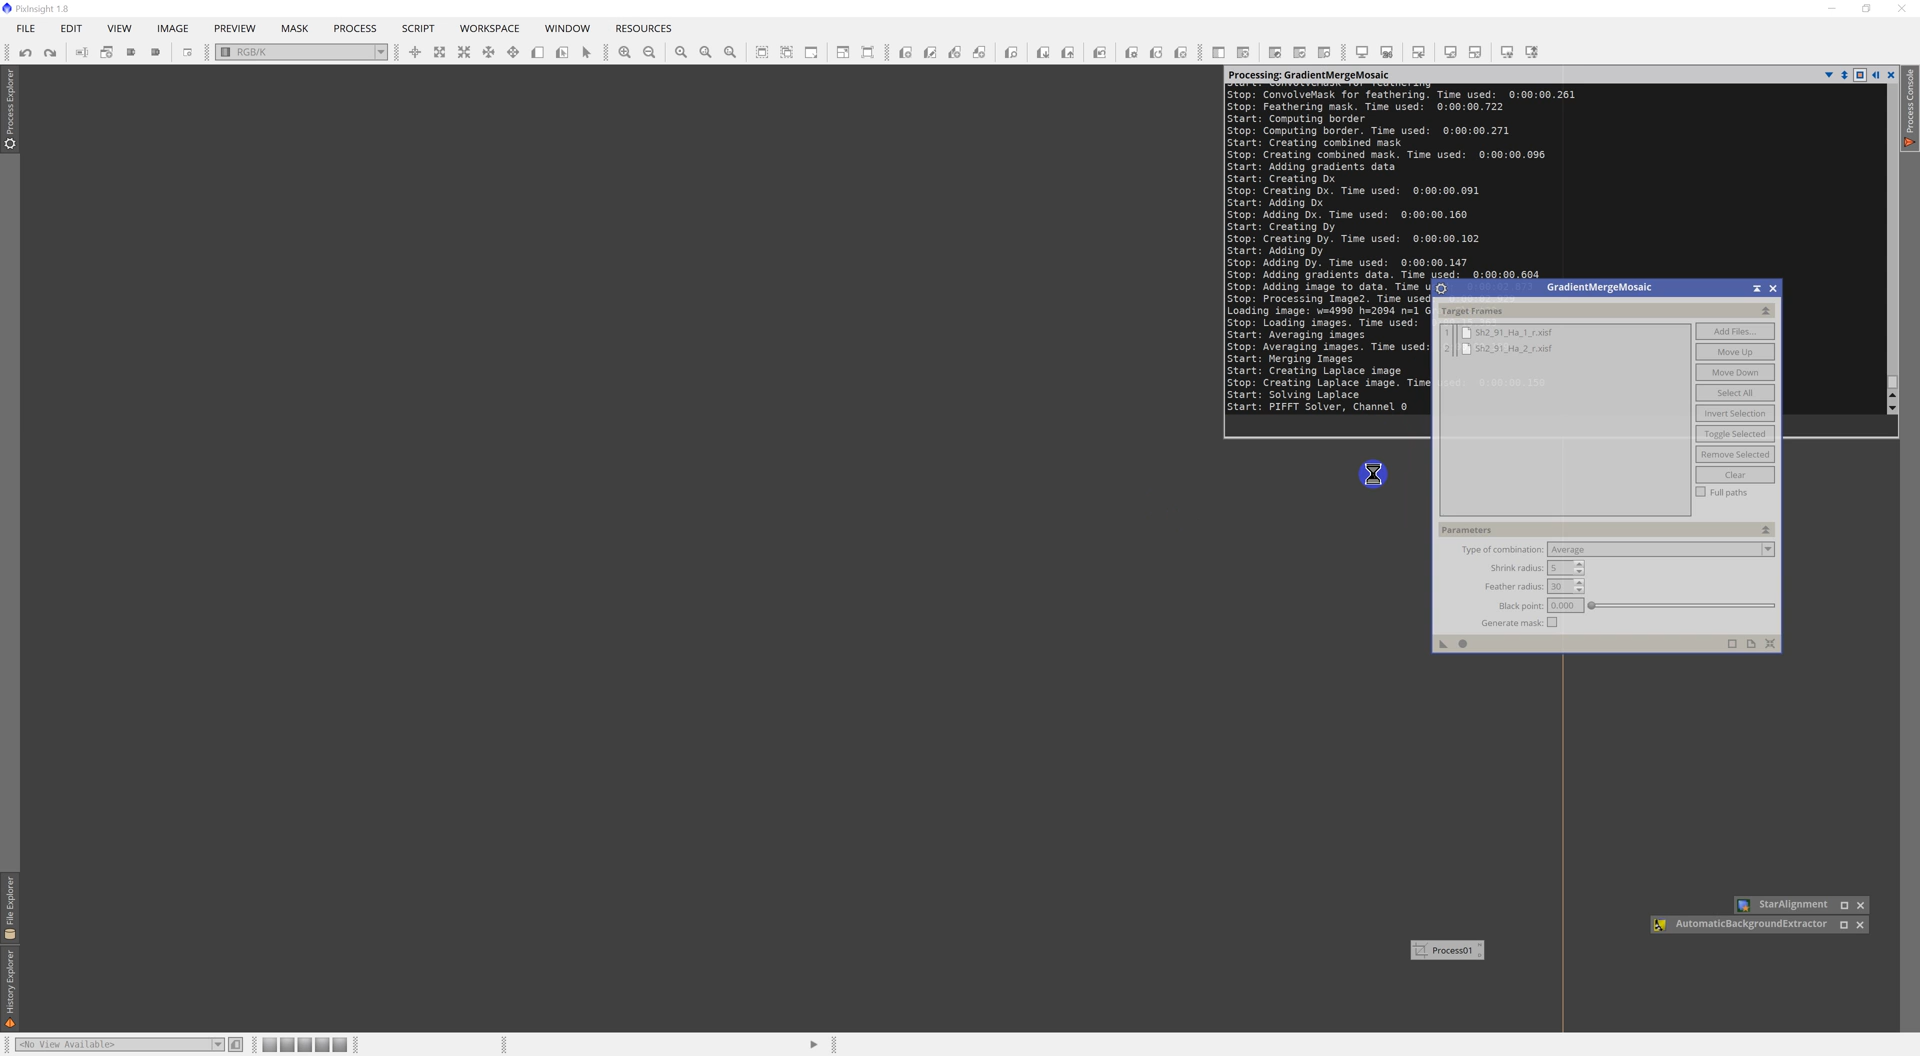 PixInsight 1.8
FILE EDIT VIEW IMAGE PREVIEW MASK PROCESS SCRIPT WORKSPACE WINDOW RESOURCES
RGB/K
Process Explorer
File Explorer
History Explorer
Process Console
Processing: GradientMergeMosaic
Start: ConvolveMask for feathering
Stop: ConvolveMask for feathering. Time used: 0:00:00.261
Stop: Feathering mask. Time used: 0:00:00.722
Start: Computing border
Stop: Computing border. Time used: 0:00:00.271
Start: Creating combined mask
Stop: Creating combined mask. Time used: 0:00:00.096
Start: Adding gradients data
Start: Creating Dx
Stop: Creating Dx. Time used: 0:00:00.091
Start: Adding Dx
Stop: Adding Dx. Time used: 0:00:00.160
Start: Creating Dy
Stop: Creating Dy. Time used: 0:00:00.102
Start: Adding Dy
Stop: Adding Dy. Time used: 0:00:00.147
Stop: Adding gradients data. Time used: 0:00:00.604
Stop: Adding image to data. Time u
Stop: Processing Image2. Time used
Loading image: w=4990 h=2094 n=1 G
Stop: Loading images. Time used:
Start: Averaging images
Stop: Averaging images. Time used:
Start: Merging Images
Start: Creating Laplace image
Stop: Creating Laplace image. Time used: 0:00:00.150
Start: Solving Laplace
Start: PIFFT Solver, Channel 0
GradientMergeMosaic
Target Frames
1 Sh2_91_Ha_1_r.xisf
2 Sh2_91_Ha_2_r.xisf
Add Files...
Move Up
Move Down
Select All
Invert Selection
Toggle Selected
Remove Selected
Clear
Full paths
Parameters
Type of combination: Average
Shrink radius: 5
Feather radius: 30
Black point: 0.000
Generate mask:
StarAlignment
AutomaticBackgroundExtractor
Process01
<No View Available>